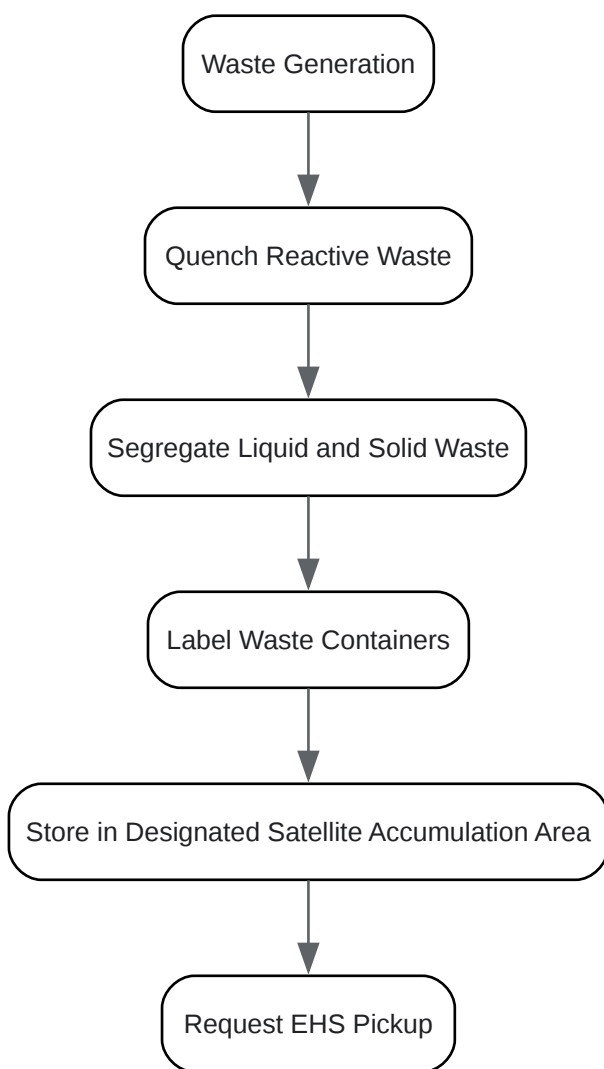 Waste Generation
Quench Reactive Waste
Segregate Liquid and Solid Waste
Label Waste Containers
Store in Designated Satellite Accumulation Area
Request EHS Pickup